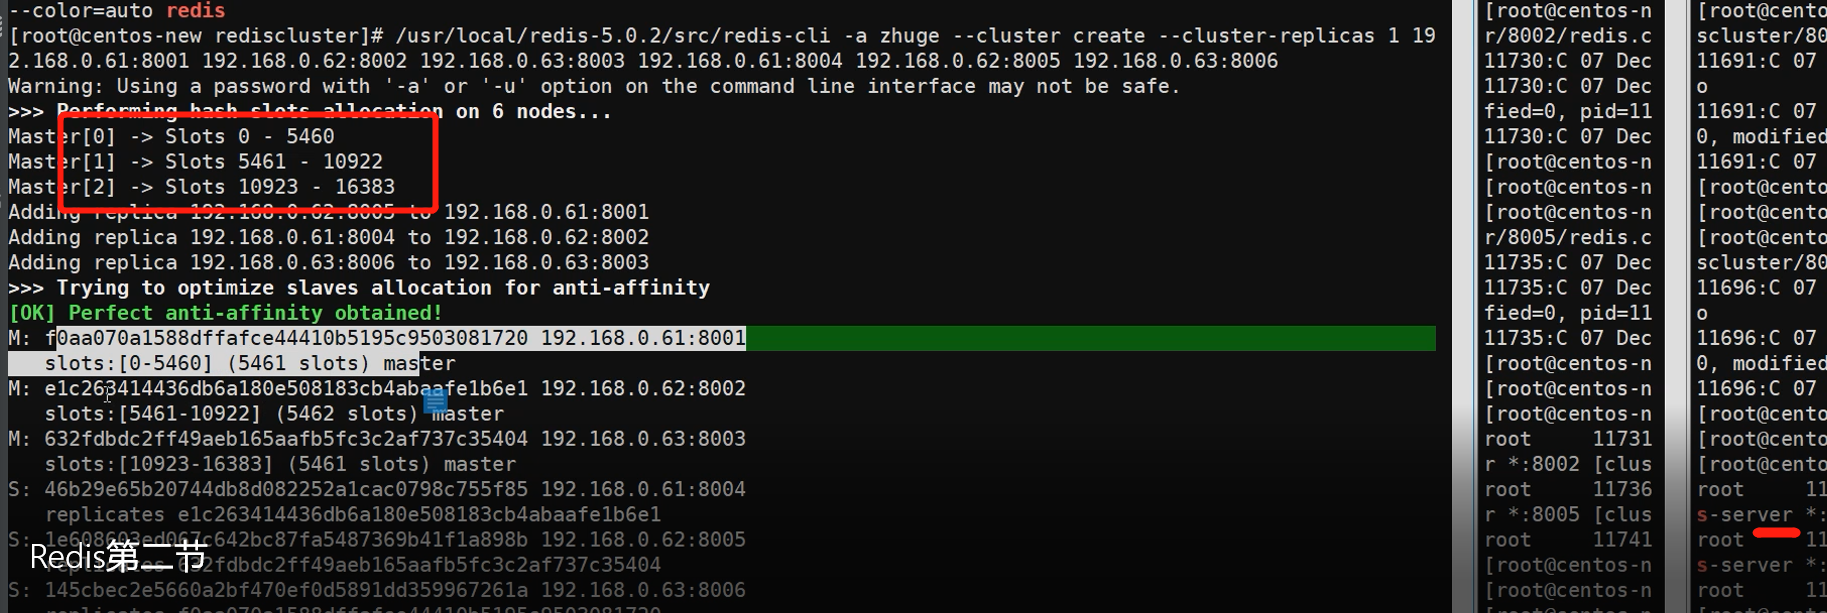 --color=auto redis
[root@centos-new rediscluster]# /usr/local/redis-5.0.2/src/redis-cli -a zhuge --cluster create --cluster-replicas 1 19
2.168.0.61:8001 192.168.0.62:8002 192.168.0.63:8003 192.168.0.61:8004 192.168.0.62:8005 192.168.0.63:8006
Warning: Using a password with '-a' or '-u' option on the command line interface may not be safe.
>>> Performing hash slots allocation on 6 nodes...
Master[0] -> Slots 0 - 5460
Master[1] -> Slots 5461 - 10922
Master[2] -> Slots 10923 - 16383
Adding replica 192.168.0.62:8005 to 192.168.0.61:8001
Adding replica 192.168.0.61:8004 to 192.168.0.62:8002
Adding replica 192.168.0.63:8006 to 192.168.0.63:8003
>>> Trying to optimize slaves allocation for anti-affinity
[OK] Perfect anti-affinity obtained!
M: f0aa070a1588dffafce44410b5195c9503081720 192.168.0.61:8001
slots:[0-5460] (5461 slots) master
M: e1c263414436db6a180e508183cb4abaafe1b6e1 192.168.0.62:8002
slots:[5461-10922] (5462 slots) master
M: 632fdbdc2ff49aeb165aafb5fc3c2af737c35404 192.168.0.63:8003
slots:[10923-16383] (5461 slots) master
S: 46b29e65b20744db8d082252a1cac0798c755f85 192.168.0.61:8004
replicates e1c263414436db6a180e508183cb4abaafe1b6e1
S: 1e608603ed067c642bc87fa5487369b41f1a898b 192.168.0.62:8005
replicates 632fdbdc2ff49aeb165aafb5fc3c2af737c35404
S: 145cbec2e5660a2bf470ef0d5891dd359967261a 192.168.0.63:8006
replicates f0aa070a1588dffafce44410b5195c9503081720
Redis第二节
[root@centos-n
r/8002/redis.c
11730:C 07 Dec
11730:C 07 Dec
fied=0, pid=11
11730:C 07 Dec
[root@centos-n
[root@centos-n
[root@centos-n
r/8005/redis.c
11735:C 07 Dec
11735:C 07 Dec
fied=0, pid=11
11735:C 07 Dec
[root@centos-n
[root@centos-n
[root@centos-n
root 11731
r *:8002 [clus
root 11736
r *:8005 [clus
root 11741
[root@centos-n
[root@centos-n
[root@cento
scluster/80
11691:C 07
o
11691:C 07
0, modified
11691:C 07
[root@cento
[root@cento
[root@cento
scluster/80
11696:C 07
o
11696:C 07
0, modified
11696:C 07
[root@cento
[root@cento
[root@cento
root 11
s-server *:
root 11
s-server *:
root 11